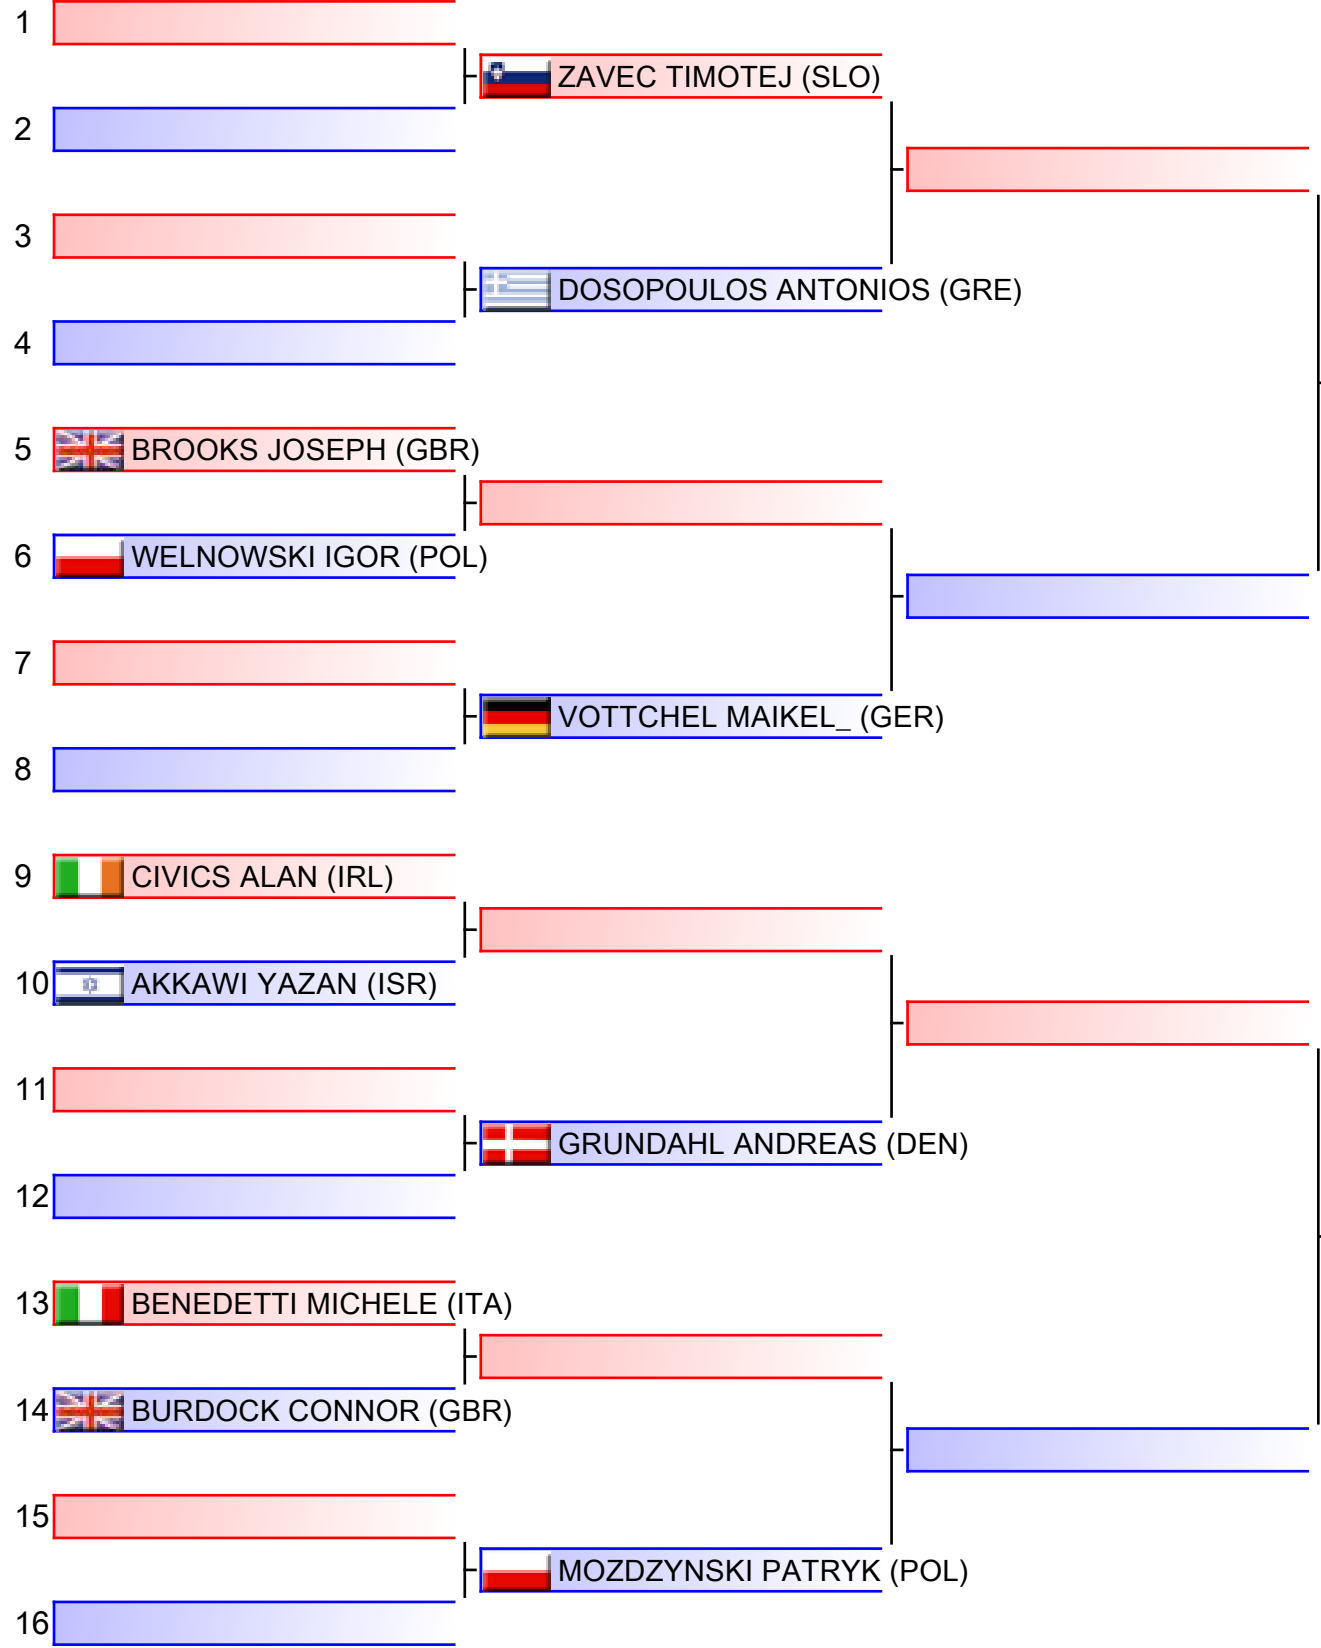 1
ZAVEC TIMOTEJ (SLO)
2
3
DOSOPOULOS ANTONIOS (GRE)
4
5 BROOKS JOSEPH (GBR)
6 WELNOWSKI IGOR (POL)
7
VOTTCHEL MAIKEL_ (GER)
8
9 CIVICS ALAN (IRL)
10 AKKAWI YAZAN (ISR)
11
GRUNDAHL ANDREAS (DEN)
12
13 BENEDETTI MICHELE (ITA)
14 BURDOCK CONNOR (GBR)
15
MOZDZYNSKI PATRYK (POL)
16